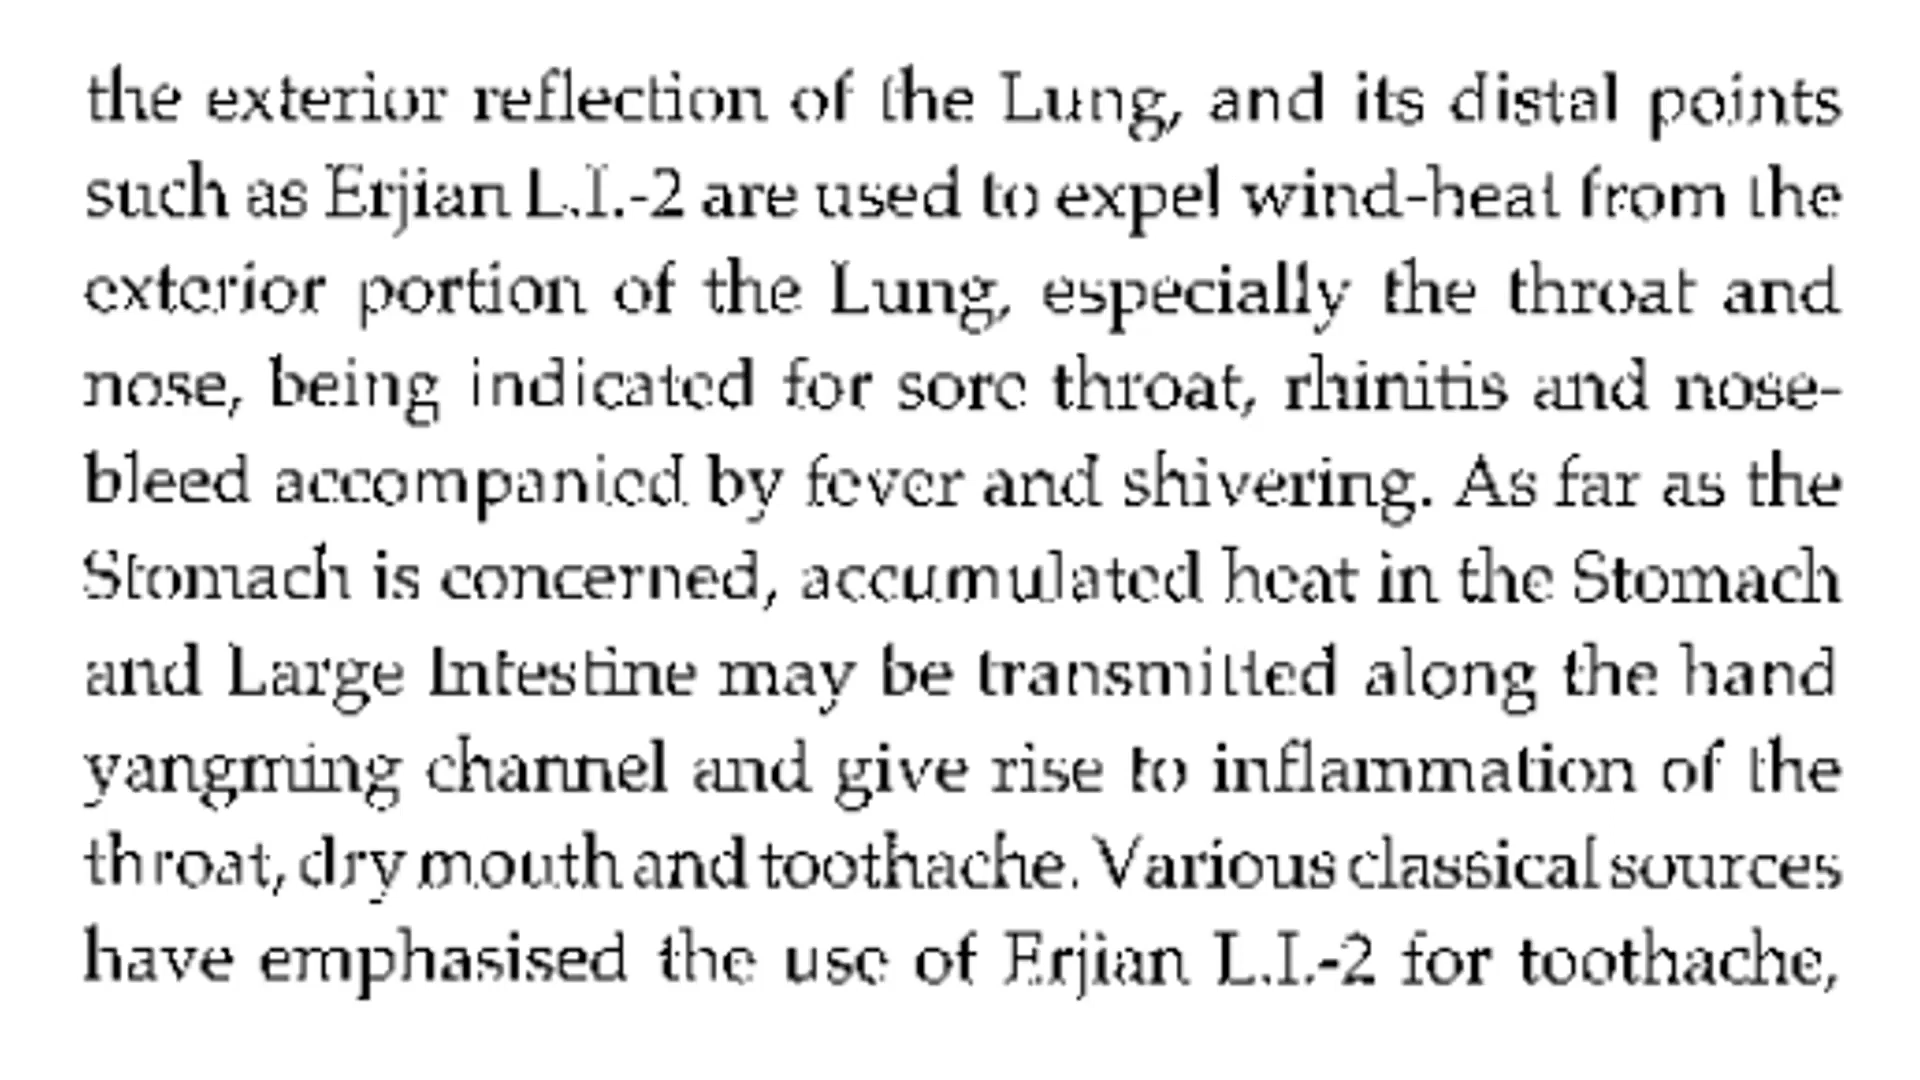 the exterior reflection of the Lung, and its distal points
such as Erjian L.I.-2 are used to expel wind-heat from the
exterior portion of the Lung, especially the throat and
nose, being indicated for sore throat, rhinitis and nose-
bleed accompanied by fever and shivering. As far as the
Stomach is concerned, accumulated heat in the Stomach
and Large Intestine may be transmitted along the hand
yangming channel and give rise to inflammation of the
throat, dry mouth and toothache. Various classical sources
have emphasised the use of Erjian L.I.-2 for toothache,